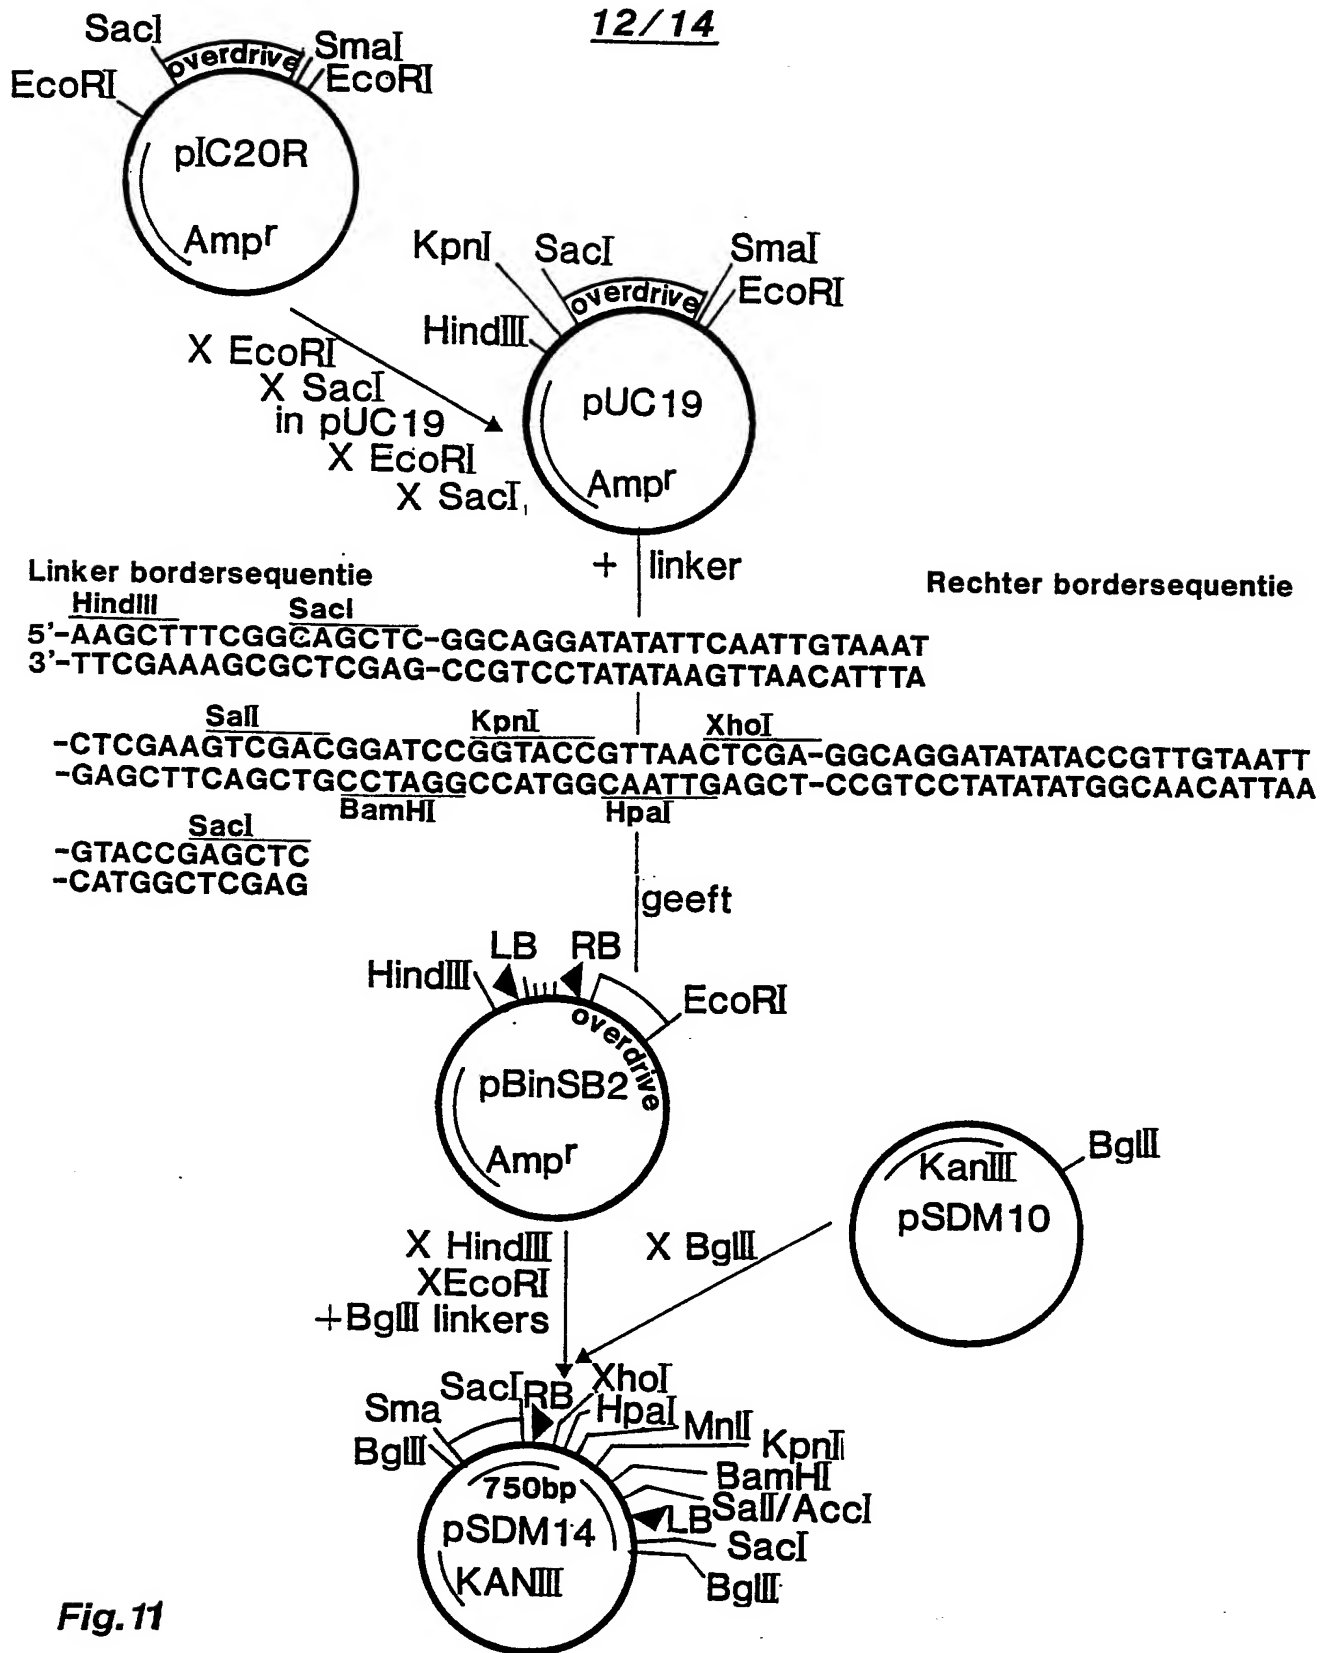 12/14
SacI
overdrive
SmaI
EcoRI
EcoRI
pIC20R
Ampr
KpnI
SacI
SmaI
overdrive
EcoRI
HindIII
X EcoRI
X SacI
in pUC19
X EcoRI
X SacI
pUC19
Ampr
+ linker
Linker bordersequentie
Rechter bordersequentie
HindIII SacI
5'-AAGCTTTCGGCAGCTC-GGCAGGATATATTCAATTGTAAAT
3'-TTCGAAAGCGCTCGAG-CCGTCCTATATAAGTTAACATTTA
SalI KpnI XhoI
-CTCGAAGTCGACGGATCCGGTACCGTTAACTCGA-GGCAGGATATATACCGTTGTAATT
-GAGCTTCAGCTGCCTAGGCCATGGCAATTGAGCT-CCGTCCTATATATGGCAACATTAA
BamHI HpaI
SacI
-GTACCGAGCTC
-CATGGCTCGAG
geeft
LB RB
HindIII
EcoRI
overdrive
pBinSB2
Ampr
KanIII
pSDM10
BglII
X HindIII
XEcoRI
+BglII linkers
X BglII
SacI
RB
XhoI
HpaI
MnlI
KpnI
BamHI
SalI/AccI
LB
SacI
BglII
Sma
BglII
750bp
pSDM14
KANIII
Fig.11